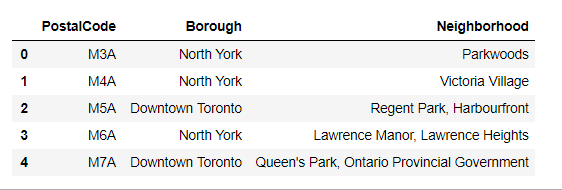 PostalCode Borough Neighborhood
0 M3A North York Parkwoods
1 M4A North York Victoria Village
2 M5A Downtown Toronto Regent Park, Harbourfront
3 M6A North York Lawrence Manor, Lawrence Heights
4 M7A Downtown Toronto Queen's Park, Ontario Provincial Government